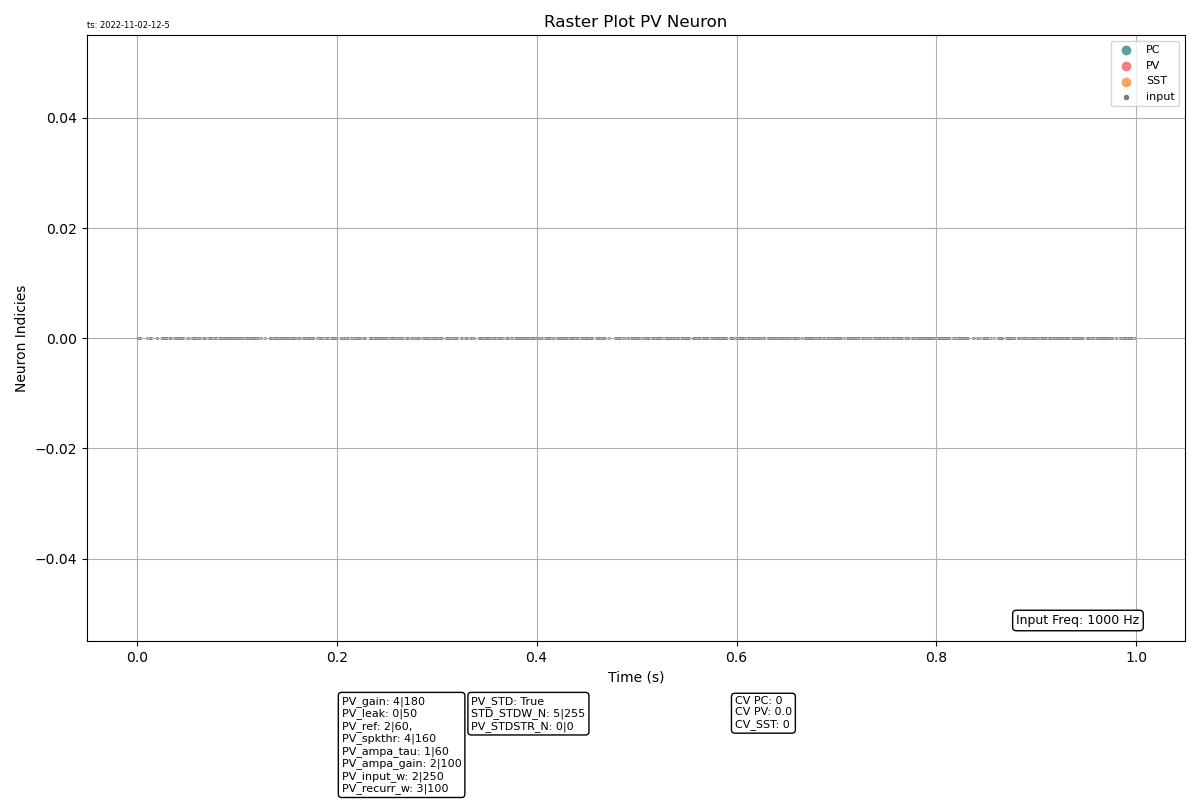 ts: 2022-11-02-12-5
Raster Plot PV Neuron
PC
PV
SST
input
0.04
0.02
0.00
−0.02
−0.04
Neuron Indicies
Input Freq: 1000 Hz
0.0 0.2 0.4 0.6 0.8 1.0
Time (s)
PV_gain: 4|180
PV_leak: 0|50
PV_ref: 2|60,
PV_spkthr: 4|160
PV_ampa_tau: 1|60
PV_ampa_gain: 2|100
PV_input_w: 2|250
PV_recurr_w: 3|100
PV_STD: True
STD_STDW_N: 5|255
PV_STDSTR_N: 0|0
CV PC: 0
CV PV: 0.0
CV_SST: 0